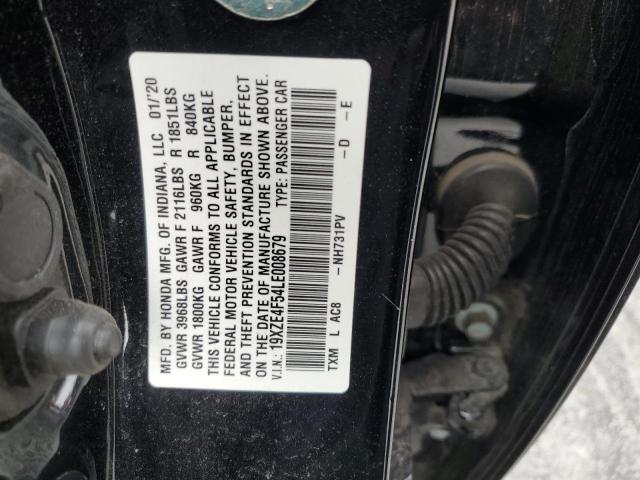 MFD. BY HONDA MFG. OF INDIANA, LLC 01/'20
GVWR 3968LBS GAWR F 2116LBS R 1851LBS
GVWR 1800KG GAWR F 960KG R 840KG
THIS VEHICLE CONFORMS TO ALL APPLICABLE
FEDERAL MOTOR VEHICLE SAFETY, BUMPER,
AND THEFT PREVENTION STANDARDS IN EFFECT
ON THE DATE OF MANUFACTURE SHOWN ABOVE.
V.I.N.: 19XZE4F54LE008679 TYPE: PASSENGER CAR
TXM L AC8 -NH731PV -D -E